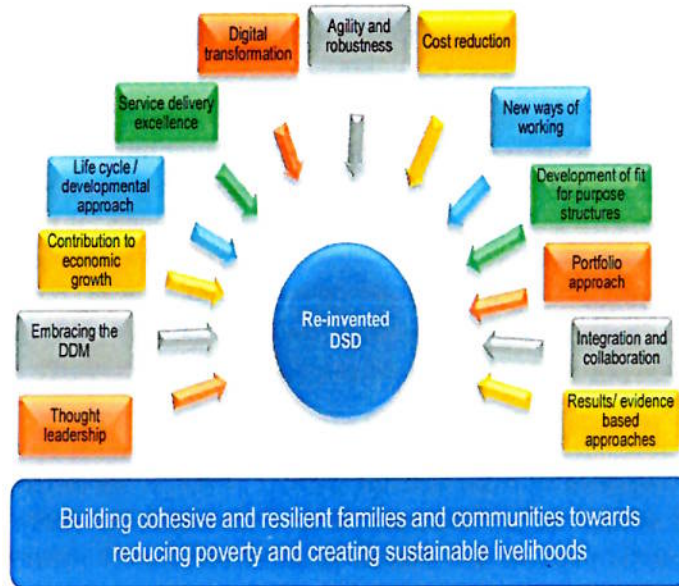 Digital
transformation
Agility and
robustness
Cost reduction
Service delivery
excellence
New ways of
working
Life cycle /
developmental
approach
Development of fit
for purpose
structures
Contribution to
economic
growth
Portfolio
approach
Re-invented
DSD
Embracing the
DDM
Integration and
collaboration
Thought
leadership
Results/ evidence
based
approaches
Building cohesive and resilient families and communities towards
reducing poverty and creating sustainable livelihoods